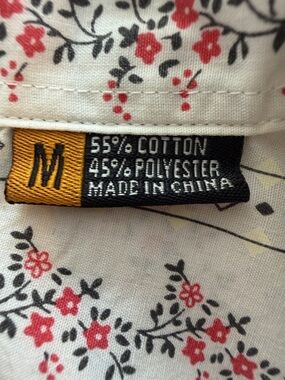 M
55% COTTON
45% POLYESTER
MADE IN CHINA